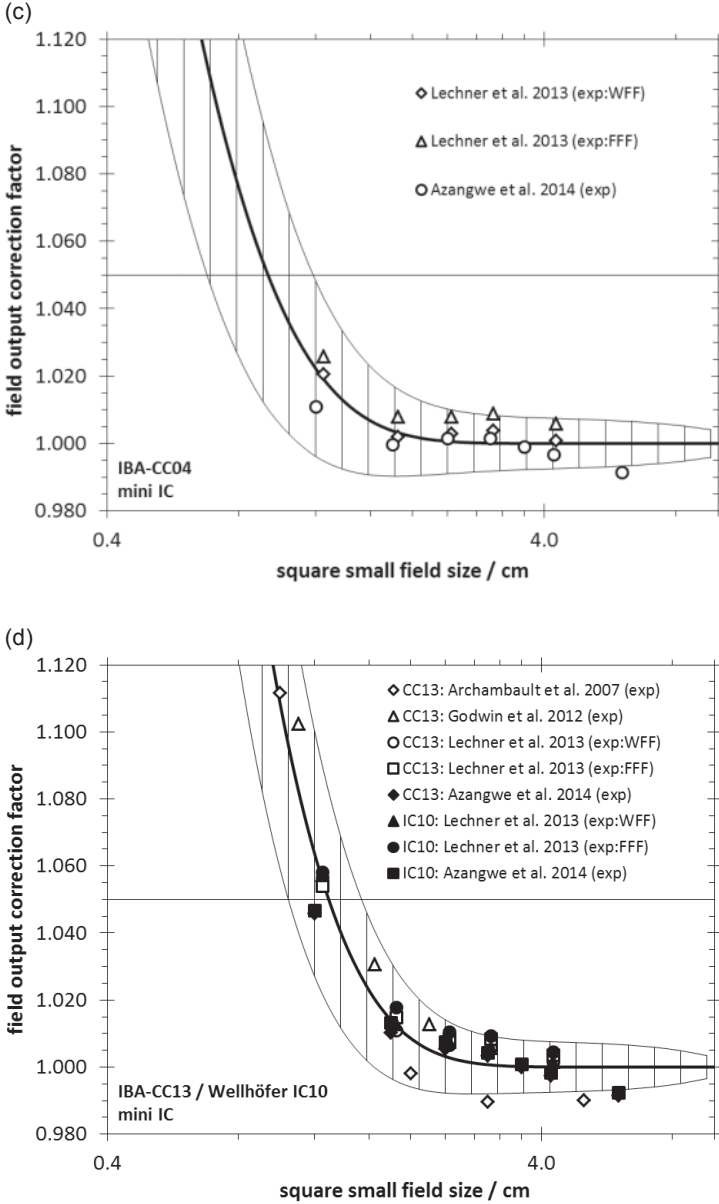 (c)
1.120
1.100
1.080
1.060
1.040
1.020
1.000
0.980
field output correction factor
Lechner et al. 2013 (exp:WFF)
Lechner et al. 2013 (exp:FFF)
Azangwe et al. 2014 (exp)
IBA-CC04
mini IC
0.4
4.0
square small field size / cm
(d)
1.120
1.100
1.080
1.060
1.040
1.020
1.000
0.980
field output correction factor
CC13: Archambault et al. 2007 (exp)
CC13: Godwin et al. 2012 (exp)
CC13: Lechner et al. 2013 (exp:WFF)
CC13: Lechner et al. 2013 (exp:FFF)
CC13: Azangwe et al. 2014 (exp)
IC10: Lechner et al. 2013 (exp:WFF)
IC10: Lechner et al. 2013 (exp:FFF)
IC10: Azangwe et al. 2014 (exp)
IBA-CC13 / Wellhöfer IC10
mini IC
0.4
4.0
square small field size / cm